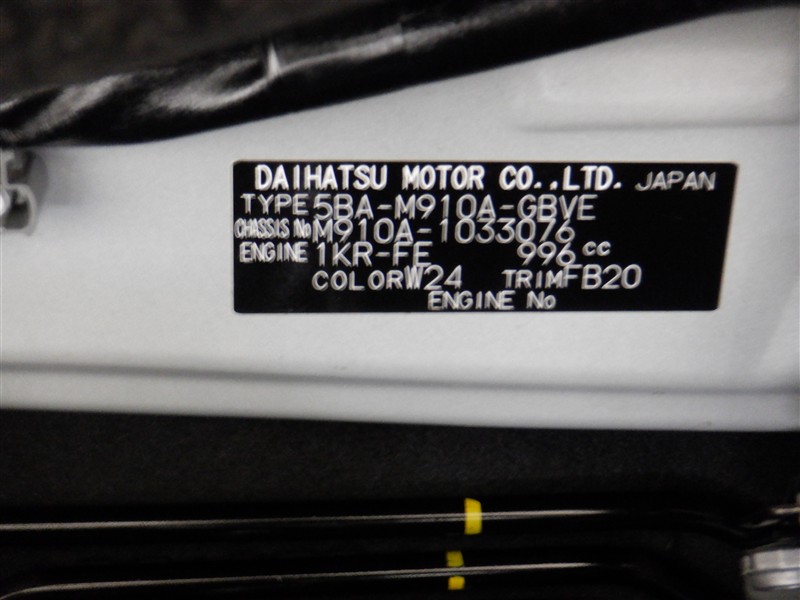 DAIHATSU MOTOR CO.,LTD. JAPAN
TYPE 5BA-M910A-GBVE
CHASSIS No M910A-1033076
ENGINE 1KR-FE 996 cc
COLOR W24 TRIM FB20
ENGINE No